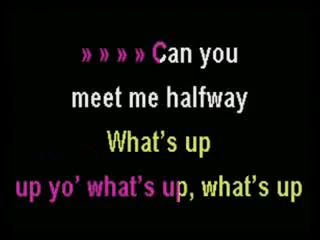 » » » » Can you
meet me halfway
What's up
up yo' what's up, what's up